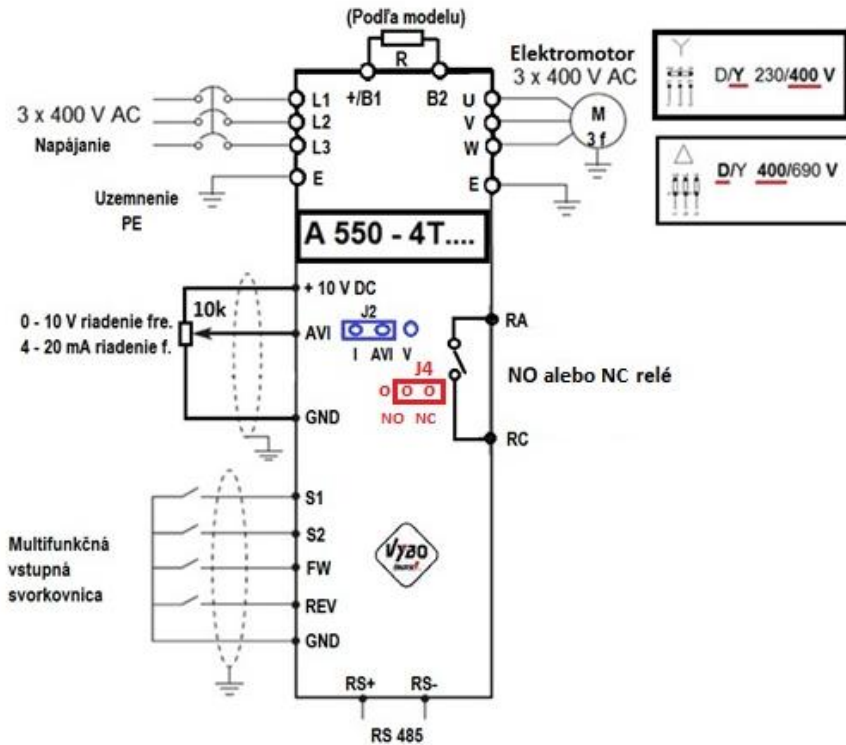 (Podľa modelu)
R
+/B1
B2
3 x 400 V AC
Napájanie
L1
L2
L3
E
Uzemnenie
PE
Elektromotor
3 x 400 V AC
U
V
W
E
M
3 f
D/Y 230/400 V
D/Y 400/690 V
A 550 - 4T....
+ 10 V DC
10k
0 - 10 V riadenie fre.
4 - 20 mA riadenie f.
AVI
GND
J2
I AVI V
J4
NO NC
RA
NO alebo NC relé
RC
Multifunkčná
vstupná
svorkovnica
S1
S2
FW
REV
GND
VYBO
RS+
RS-
RS 485